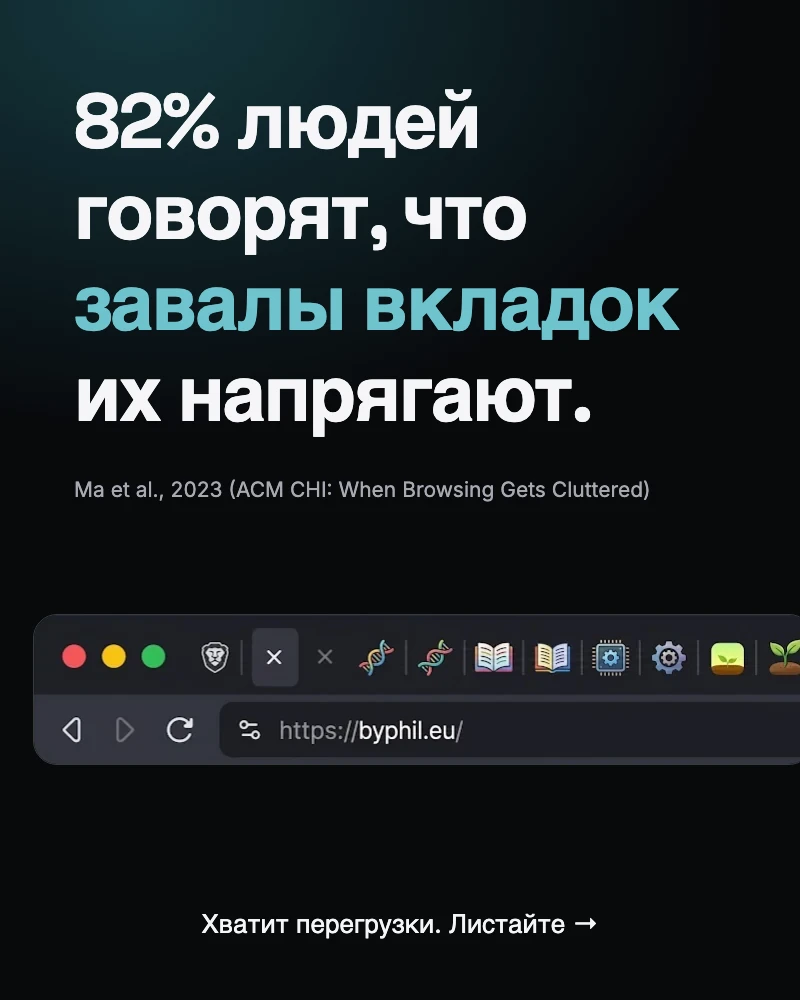 82% людей
говорят, что
завалы вкладок
их напрягают.
Ma et al., 2023 (ACM CHI: When Browsing Gets Cluttered)
https://byphil.eu/
Хватит перегрузки. Листайте →